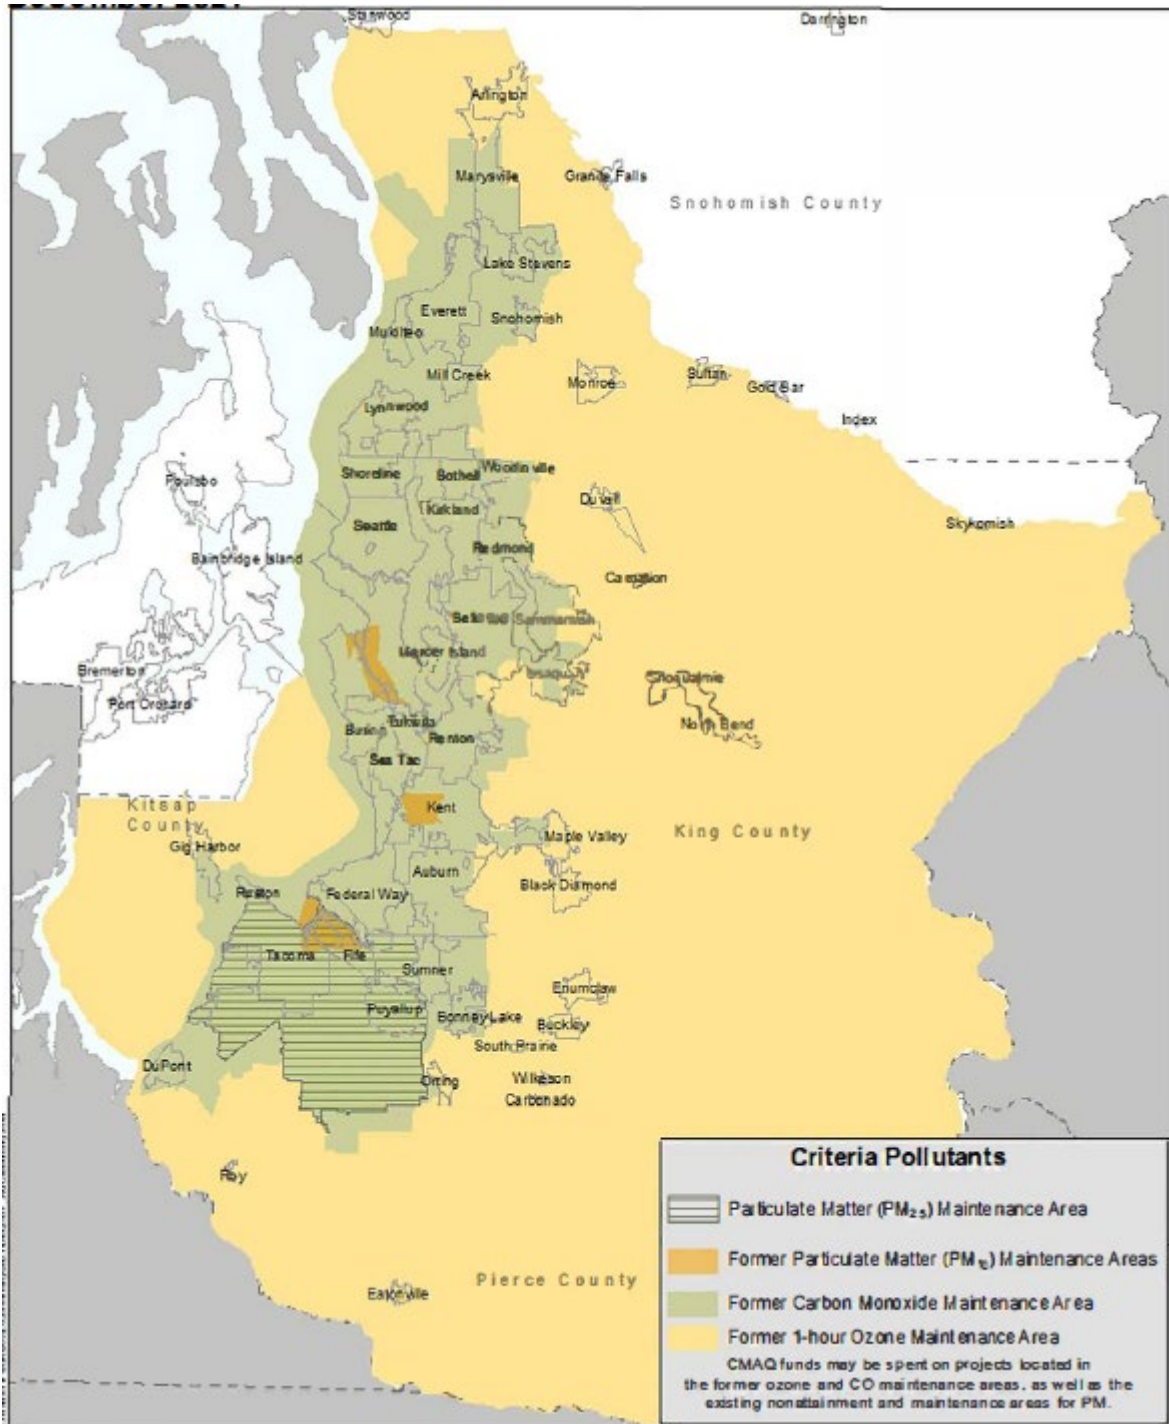 Stanwood
Darrington
Arlington
Marysville
Granite Falls
Snohomish County
Lake Stevens
Everett
Snohomish
Mukilteo
Mill Creek
Monroe
Sultan
Gold Bar
Lynnwood
Index
Shoreline
Bothell
Woodinville
Poulsbo
Duvall
Kirkland
Seattle
Skykomish
Redmond
Bainbridge Island
Carnation
Sammamish
Mercer Island
Issaquah
Bremerton
Port Orchard
Snoqualmie
North Bend
Burien
Tukwila
Renton
Sea Tac
Kitsap
County
Kent
King County
Maple Valley
Gig Harbor
Auburn
Black Diamond
Ruston
Federal Way
Tacoma
Fife
Sumner
Enumclaw
Puyallup
Bonney Lake
Buckley
South Prairie
DuPont
Orting
Wilkeson
Carbonado
Roy
Pierce County
Eatonville
Criteria Pollutants
Particulate Matter (PM2.5) Maintenance Area
Former Particulate Matter (PM10) Maintenance Areas
Former Carbon Monoxide Maintenance Area
Former 1-hour Ozone Maintenance Area
CMAQ funds may be spent on projects located in
the former ozone and CO maintenance areas, as well as the
existing nonattainment and maintenance areas for PM.